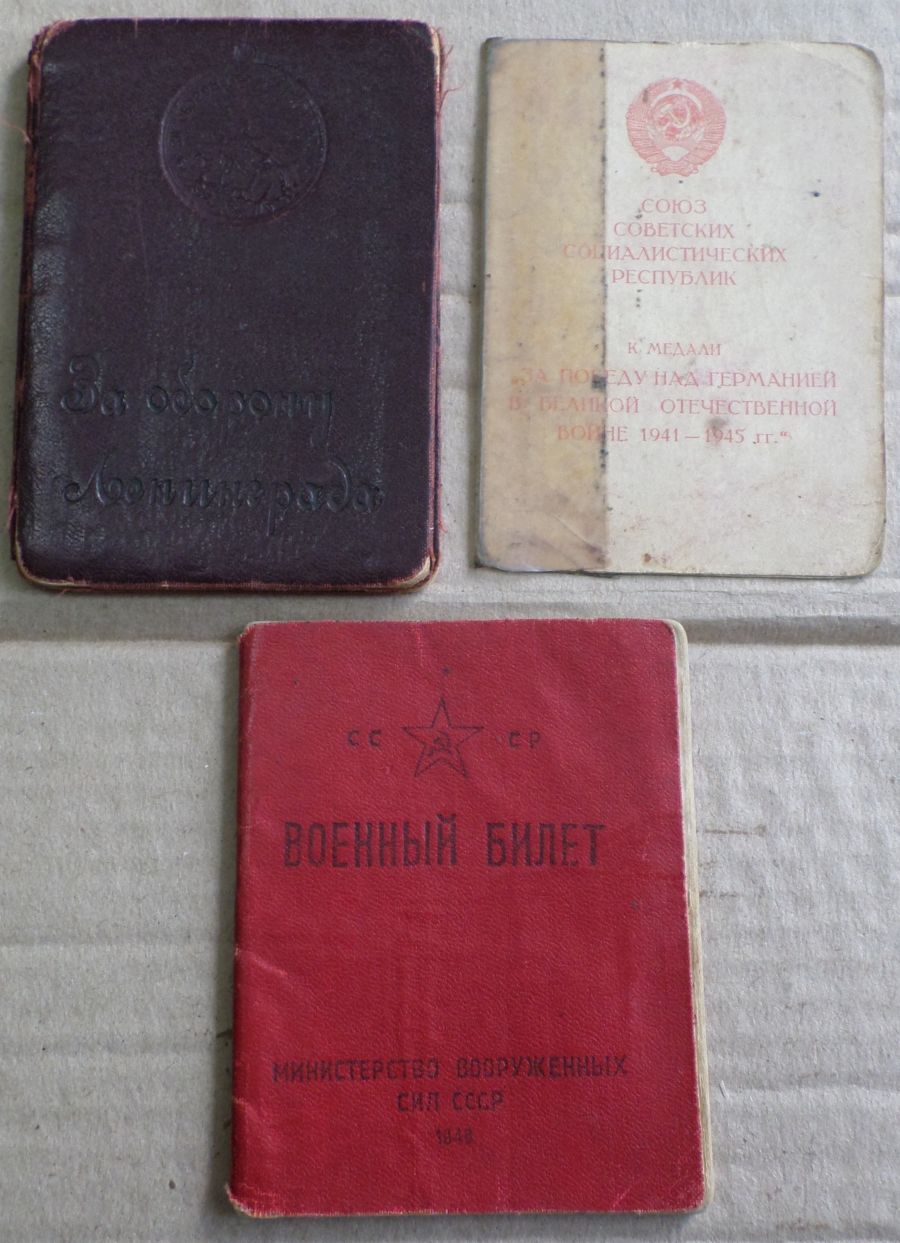 За оборону
Ленинграда
СОЮЗ
СОВЕТСКИХ
СОЦИАЛИСТИЧЕСКИХ
РЕСПУБЛИК
К МЕДАЛИ
„ЗА ПОБЕДУ НАД ГЕРМАНИЕЙ
В ВЕЛИКОЙ ОТЕЧЕСТВЕННОЙ
ВОЙНЕ 1941—1945 гг.“
СС СР
ВОЕННЫЙ БИЛЕТ
МИНИСТЕРСТВО ВООРУЖЕННЫХ
СИЛ СССР
1948